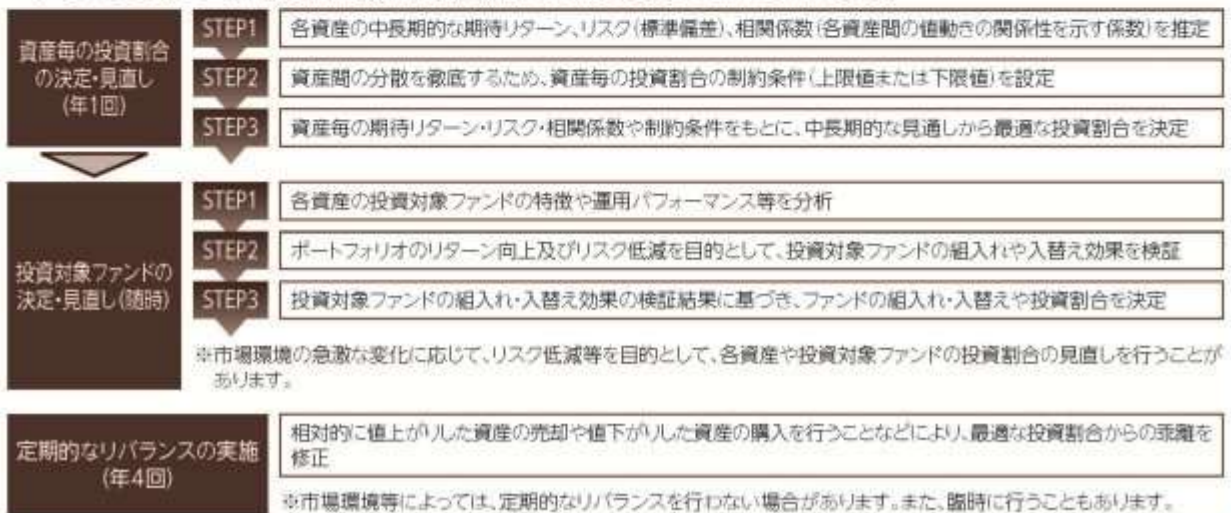 資産毎の投資割合
の決定・見直し
(年1回)
STEP1
各資産の中長期的な期待リターン、リスク(標準偏差)、相関係数(各資産間の値動きの関係性を示す係数)を推定
STEP2
資産間の分散を徹底するため、資産毎の投資割合の制約条件(上限値または下限値)を設定
STEP3
資産毎の期待リターン・リスク・相関係数や制約条件をもとに、中長期的な見通しから最適な投資割合を決定
投資対象ファンドの
決定・見直し(随時)
STEP1
各資産の投資対象ファンドの特徴や運用パフォーマンス等を分析
STEP2
ポートフォリオのリターン向上及びリスク低減を目的として、投資対象ファンドの組入れや入替え効果を検証
STEP3
投資対象ファンドの組入れ・入替え効果の検証結果に基づき、ファンドの組入れ・入替えや投資割合を決定
※市場環境の急激な変化に応じて、リスク低減等を目的として、各資産や投資対象ファンドの投資割合の見直しを行うことが
あります。
定期的なリバランスの実施
(年4回)
相対的に値上がりした資産の売却や値下がりした資産の購入を行うことなどにより、最適な投資割合からの乖離を
修正
※市場環境等によっては、定期的なリバランスを行わない場合があります。また、臨時に行うこともあります。